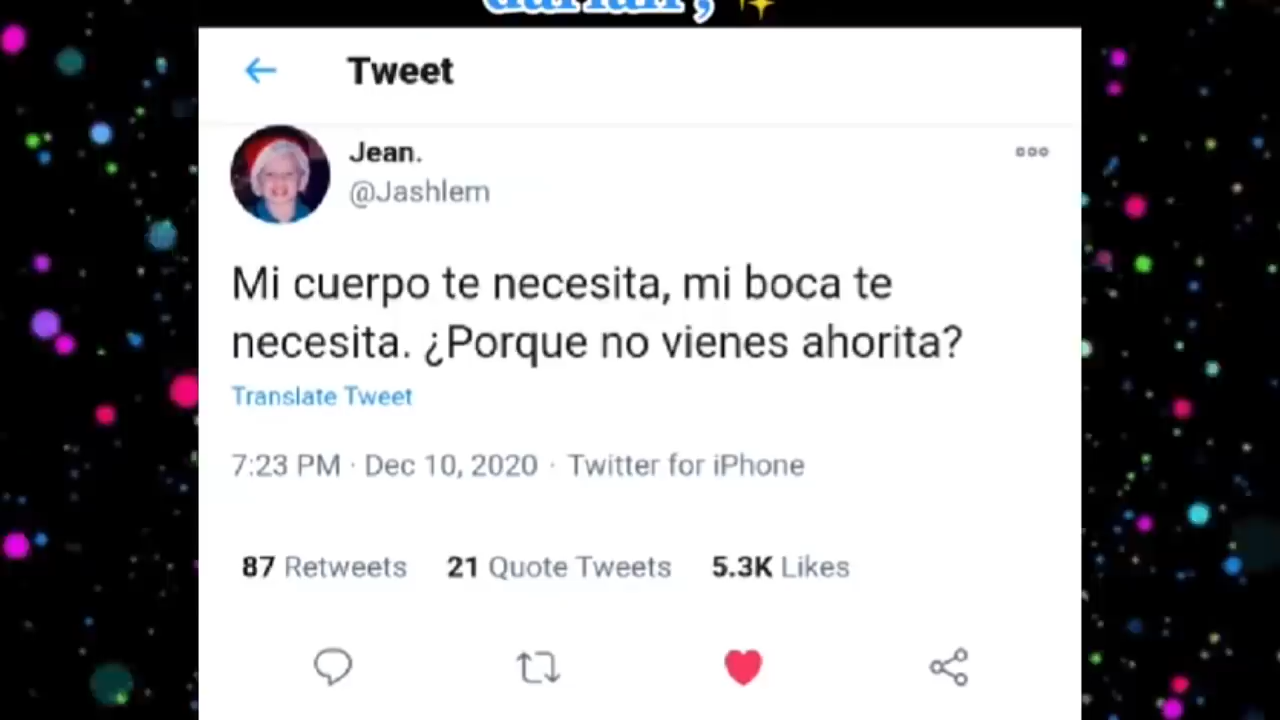 Tweet
Jean.
@Jashlem
Mi cuerpo te necesita, mi boca te
necesita. ¿Porque no vienes ahorita?
Translate Tweet
7:23 PM · Dec 10, 2020 · Twitter for iPhone
87 Retweets 21 Quote Tweets 5.3K Likes